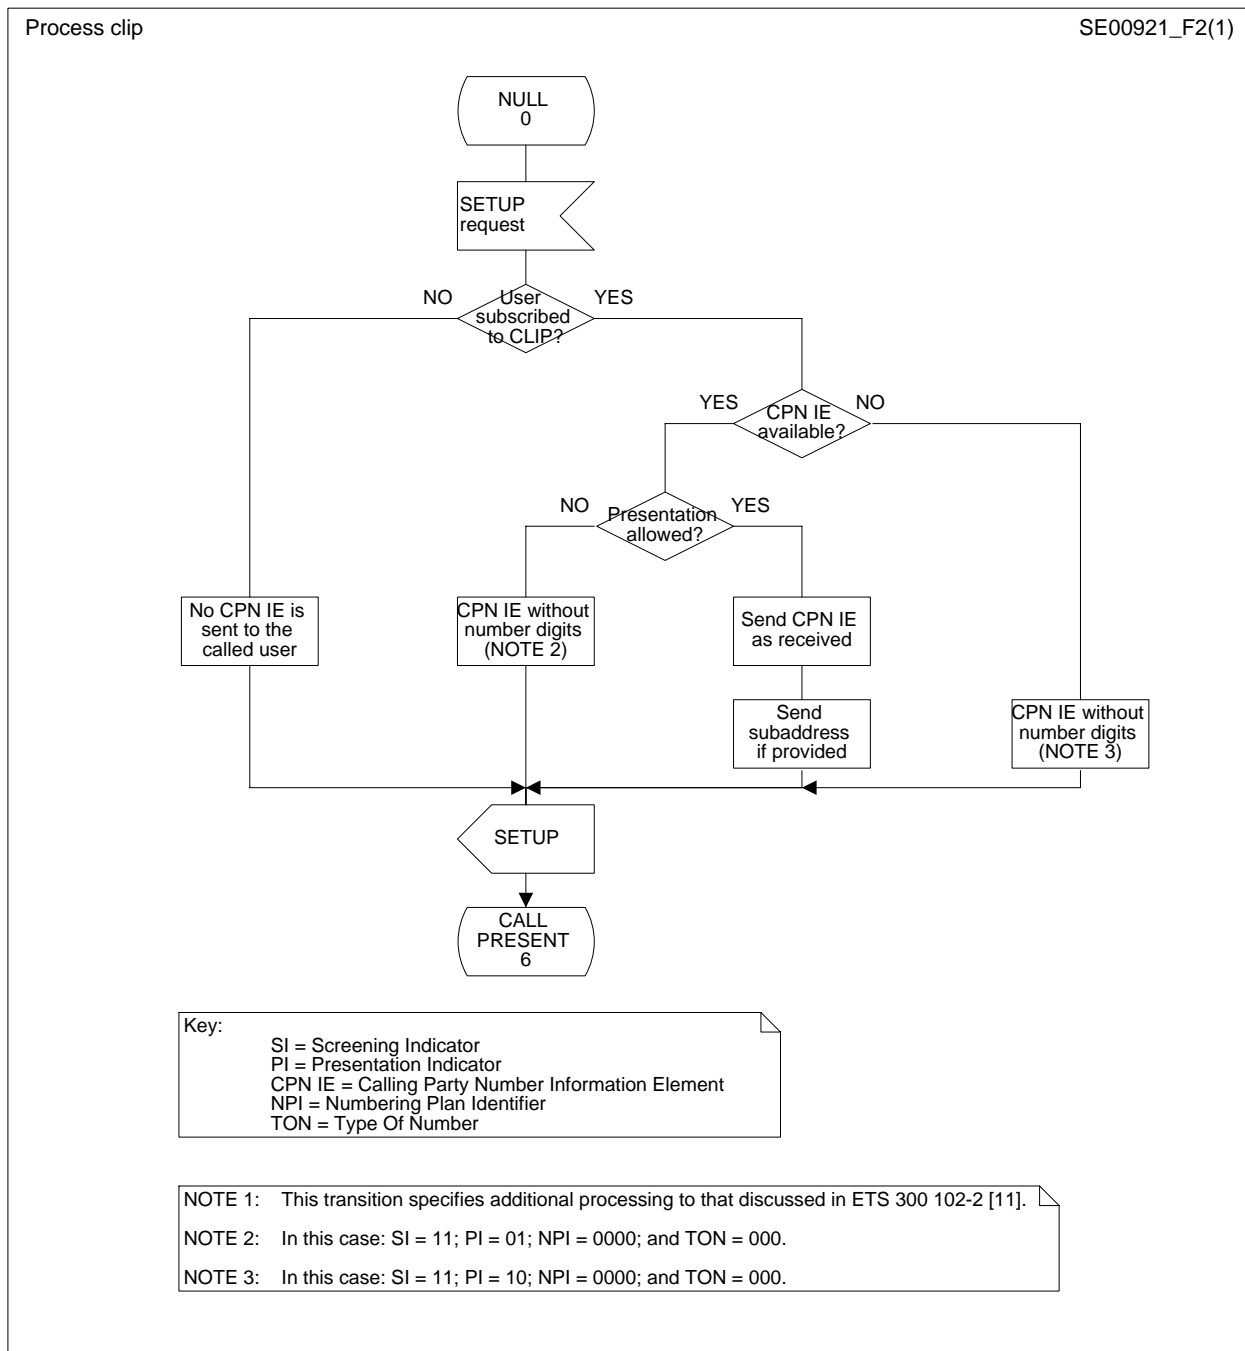 Process clip
SE00921_F2(1)
NULL
0
SETUP
request
NO
User
subscribed
to CLIP?
YES
YES
CPN IE
available?
NO
NO
Presentation
allowed?
YES
No CPN IE is
sent to the
called user
CPN IE without
number digits
(NOTE 2)
Send CPN IE
as received
Send
subaddress
if provided
CPN IE without
number digits
(NOTE 3)
SETUP
CALL
PRESENT
6
Key:
SI = Screening Indicator
PI = Presentation Indicator
CPN IE = Calling Party Number Information Element
NPI = Numbering Plan Identifier
TON = Type Of Number
NOTE 1: This transition specifies additional processing to that discussed in ETS 300 102-2 [11].
NOTE 2: In this case: SI = 11; PI = 01; NPI = 0000; and TON = 000.
NOTE 3: In this case: SI = 11; PI = 10; NPI = 0000; and TON = 000.